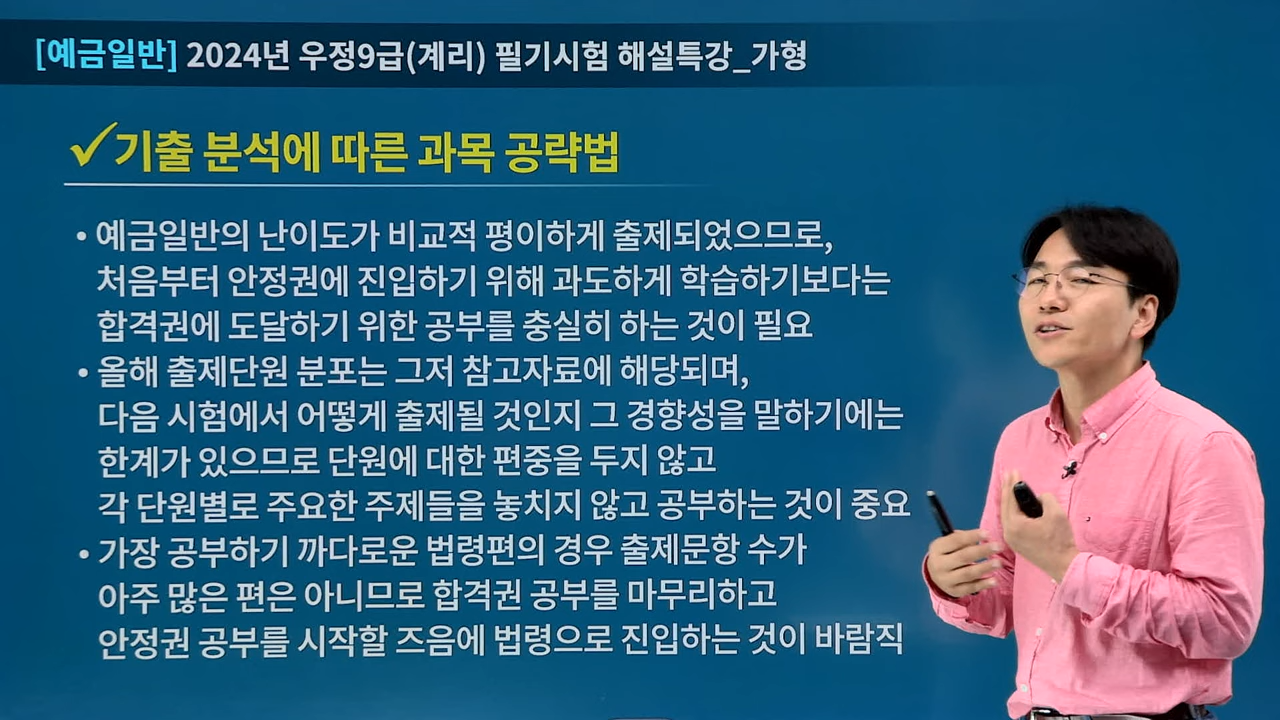 [예금일반] 2024년 우정9급(계리) 필기시험 해설특강_가형
✓기출 분석에 따른 과목 공략법
• 예금일반의 난이도가 비교적 평이하게 출제되었으므로,
처음부터 안정권에 진입하기 위해 과도하게 학습하기보다는
합격권에 도달하기 위한 공부를 충실히 하는 것이 필요
• 올해 출제단원 분포는 그저 참고자료에 해당되며,
다음 시험에서 어떻게 출제될 것인지 그 경향성을 말하기에는
한계가 있으므로 단원에 대한 편중을 두지 않고
각 단원별로 주요한 주제들을 놓치지 않고 공부하는 것이 중요
• 가장 공부하기 까다로운 법령편의 경우 출제문항 수가
아주 많은 편은 아니므로 합격권 공부를 마무리하고
안정권 공부를 시작할 즈음에 법령으로 진입하는 것이 바람직